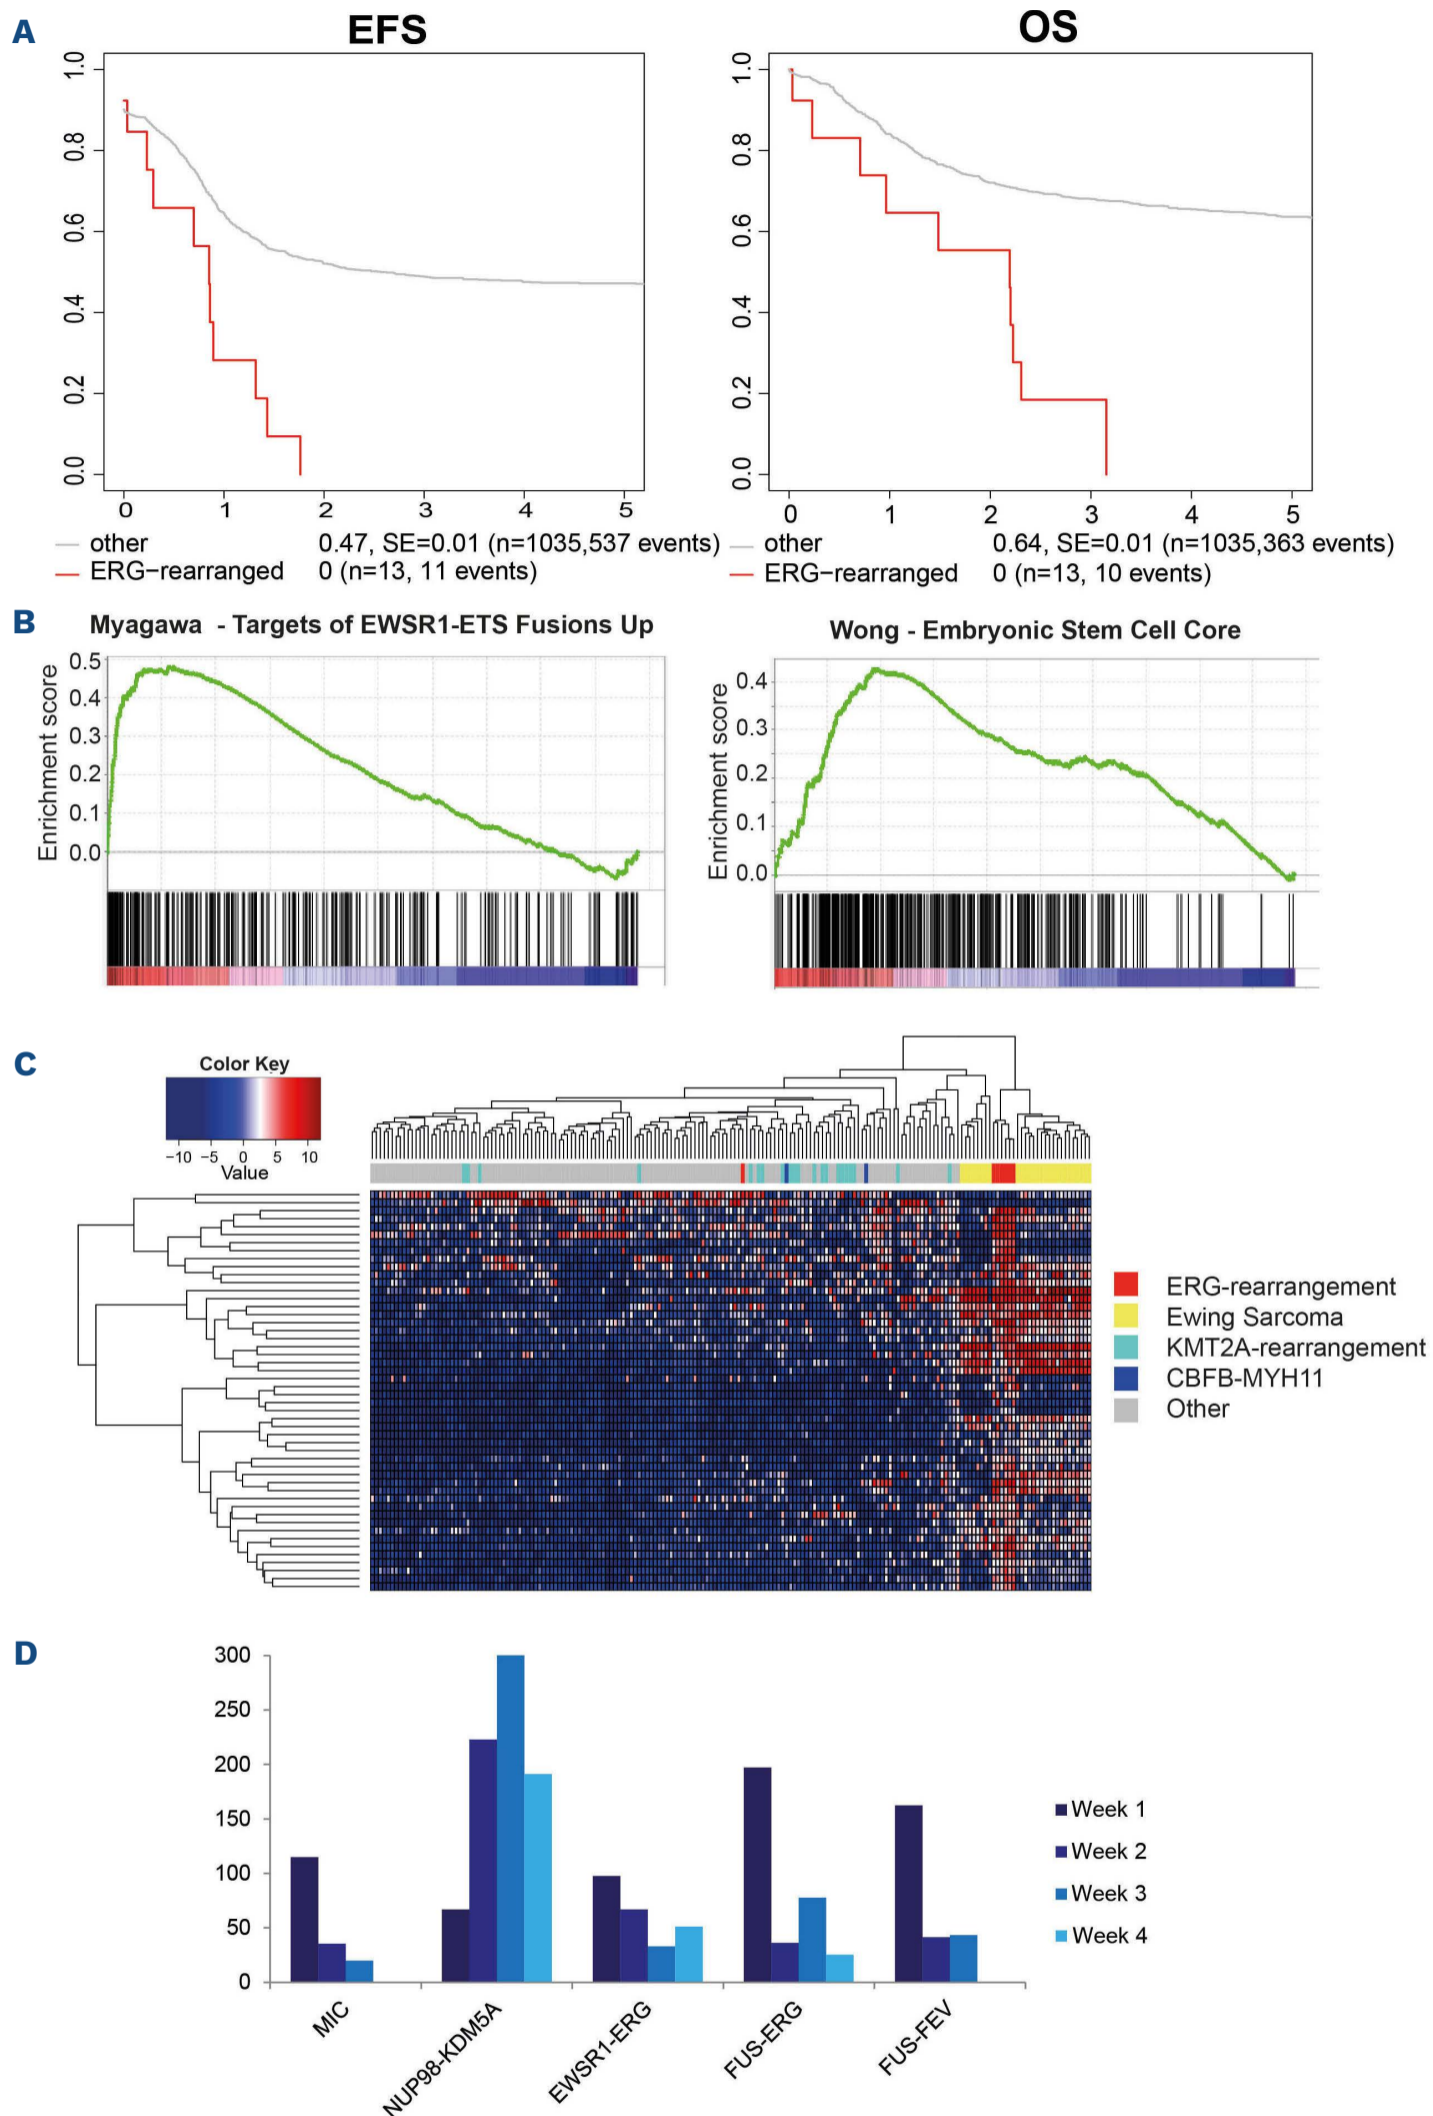 A
EFS
OS
1.0
0.8
0.6
0.4
0.2
0.0
0 1 2 3 4 5
other 0.47, SE=0.01 (n=1035,537 events)
ERG-rearranged 0 (n=13, 11 events)
1.0
0.8
0.6
0.4
0.2
0.0
0 1 2 3 4 5
other 0.64, SE=0.01 (n=1035,363 events)
ERG-rearranged 0 (n=13, 10 events)
B
Myagawa - Targets of EWSR1-ETS Fusions Up
Enrichment score
0.5
0.4
0.3
0.2
0.1
0.0
Wong - Embryonic Stem Cell Core
Enrichment score
0.4
0.3
0.2
0.1
0.0
C
Color Key
-10 -5 0 5 10
Value
ERG-rearrangement
Ewing Sarcoma
KMT2A-rearrangement
CBFB-MYH11
Other
D
300
250
200
150
100
50
0
MIC
NUP98-KDM5A
EWSR1-ERG
FUS-ERG
FUS-FEV
Week 1
Week 2
Week 3
Week 4